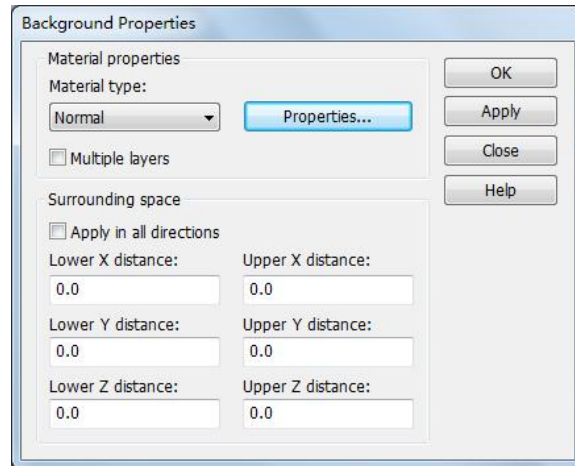 Background Properties
Material properties
Material type:
Normal
Properties...
Multiple layers
OK
Apply
Close
Help
Surrounding space
Apply in all directions
Lower X distance:
Upper X distance:
0.0
0.0
Lower Y distance:
Upper Y distance:
0.0
0.0
Lower Z distance:
Upper Z distance:
0.0
0.0